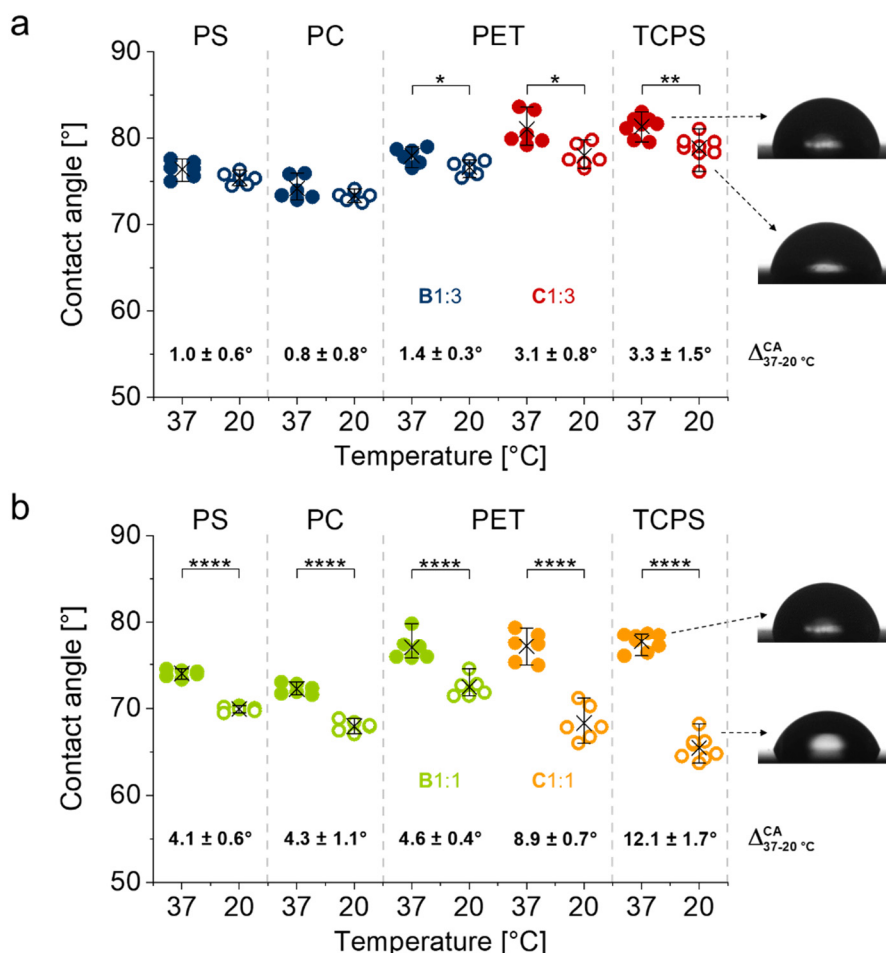 a
PS PC PET TCPS
90
* * **
80
70
B1:3 C1:3
60
1.0 ± 0.6° 0.8 ± 0.8° 1.4 ± 0.3° 3.1 ± 0.8° 3.3 ± 1.5° Δ CA 37-20 °C
50
37 20 37 20 37 20 37 20 37 20
Temperature [°C]
Contact angle [°]
b
PS PC PET TCPS
90
**** **** **** **** ****
80
70
B1:1 C1:1
60
4.1 ± 0.6° 4.3 ± 1.1° 4.6 ± 0.4° 8.9 ± 0.7° 12.1 ± 1.7° Δ CA 37-20 °C
50
37 20 37 20 37 20 37 20 37 20
Temperature [°C]
Contact angle [°]